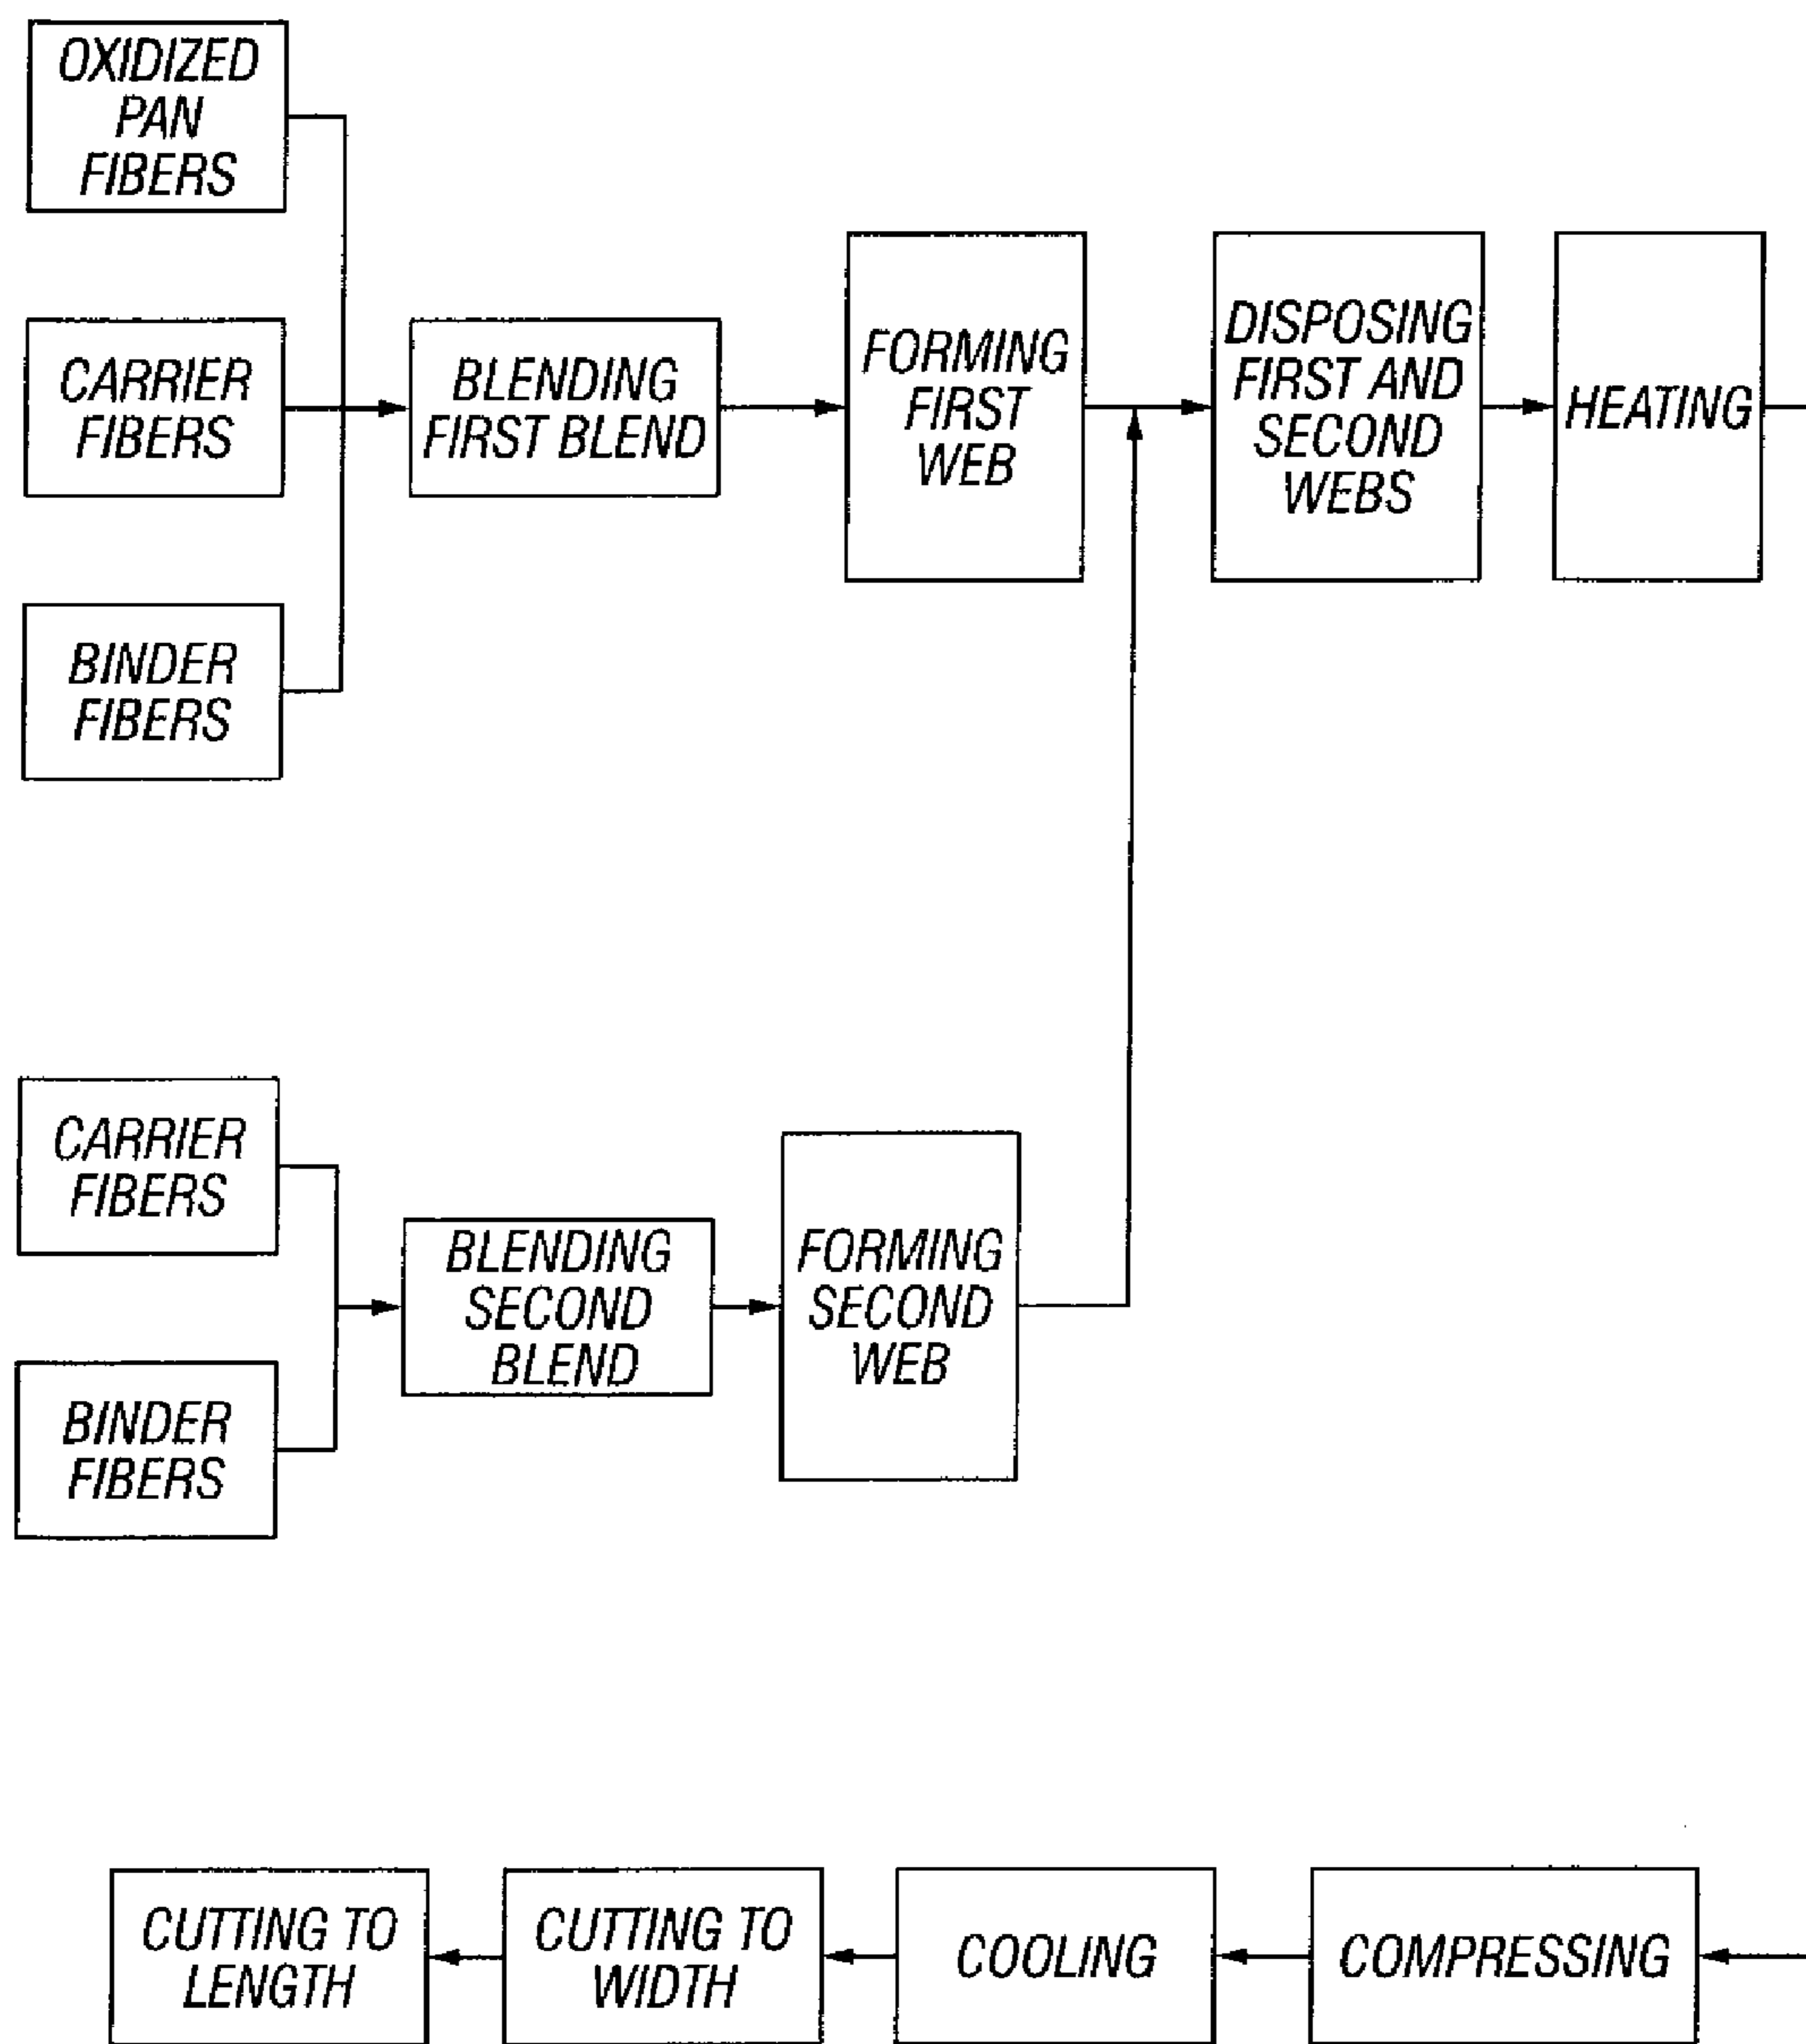 OXIDIZED
PAN
FIBERS
CARRIER
FIBERS
BINDER
FIBERS
BLENDING
FIRST BLEND
FORMING
FIRST
WEB
DISPOSING
FIRST AND
SECOND
WEBS
HEATING
CARRIER
FIBERS
BINDER
FIBERS
BLENDING
SECOND
BLEND
FORMING
SECOND
WEB
CUTTING TO
LENGTH
CUTTING TO
WIDTH
COOLING
COMPRESSING